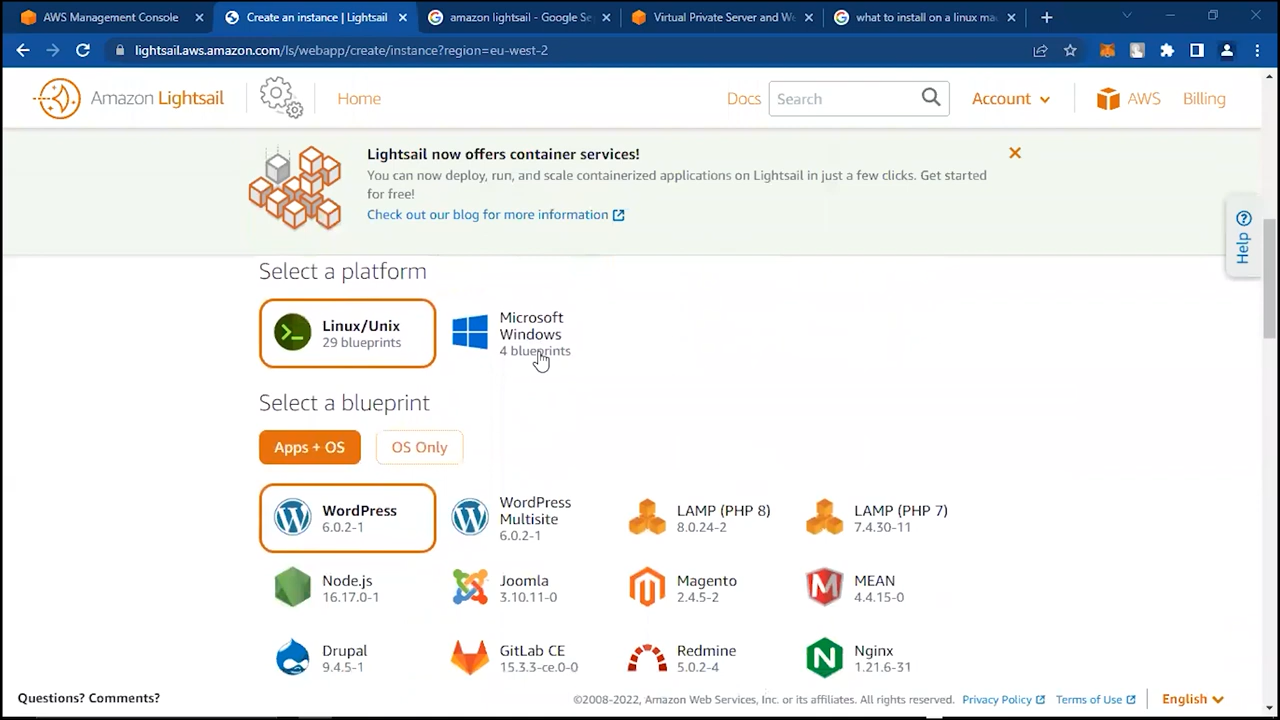 AWS Management Console
Create an instance | Lightsail
amazon lightsail - Google Se
Virtual Private Server and We
what to install on a linux ma
lightsail.aws.amazon.com/ls/webapp/create/instance?region=eu-west-2
Amazon Lightsail
Home
Docs
Search
Account
AWS
Billing
Lightsail now offers container services!
You can now deploy, run, and scale containerized applications on Lightsail in just a few clicks. Get started
for free!
Check out our blog for more information
Help
Select a platform
Linux/Unix
29 blueprints
Microsoft
Windows
4 blueprints
Select a blueprint
Apps + OS
OS Only
WordPress
6.0.2-1
WordPress
Multisite
6.0.2-1
LAMP (PHP 8)
8.0.24-2
LAMP (PHP 7)
7.4.30-11
Node.js
16.17.0-1
Joomla
3.10.11-0
Magento
2.4.5-2
MEAN
4.4.15-0
Drupal
9.4.5-1
GitLab CE
15.3.3-ce.0-0
Redmine
5.0.2-4
Nginx
1.21.6-31
Questions? Comments?
©2008-2022, Amazon Web Services, Inc. or its affiliates. All rights reserved.
Privacy Policy
Terms of Use
English